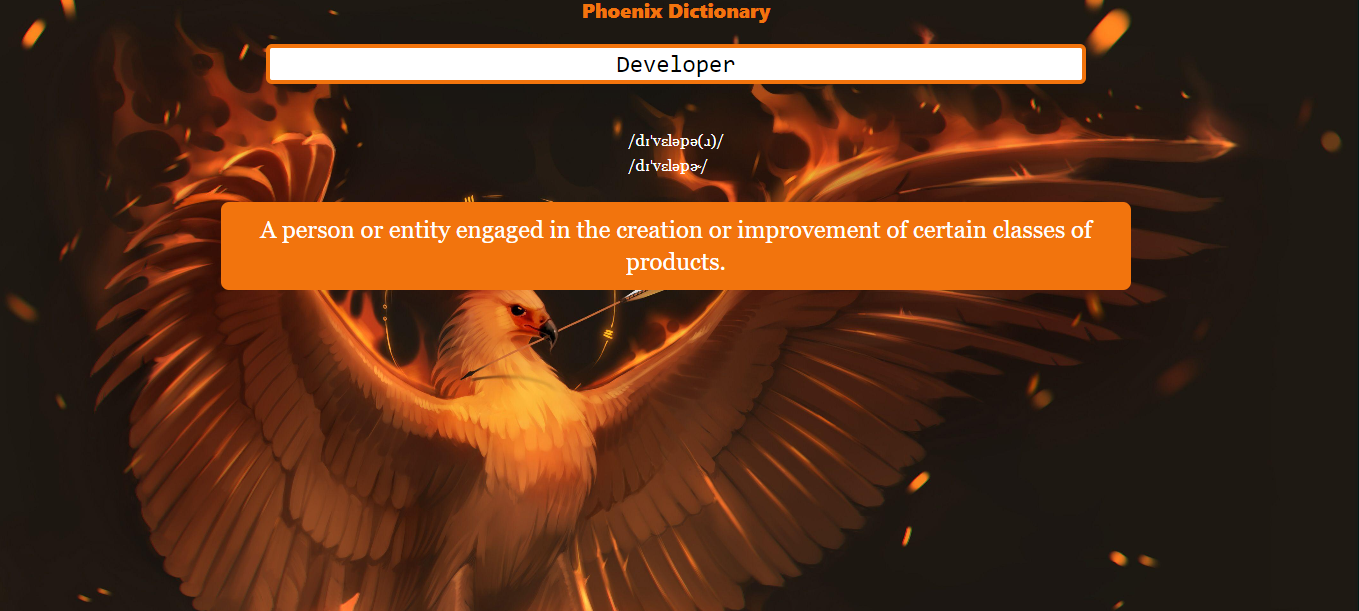 Phoenix Dictionary
Developer
/dɪˈvɛləpə(ɹ)/
/dɪˈvɛləpɚ/
A person or entity engaged in the creation or improvement of certain classes of
products.